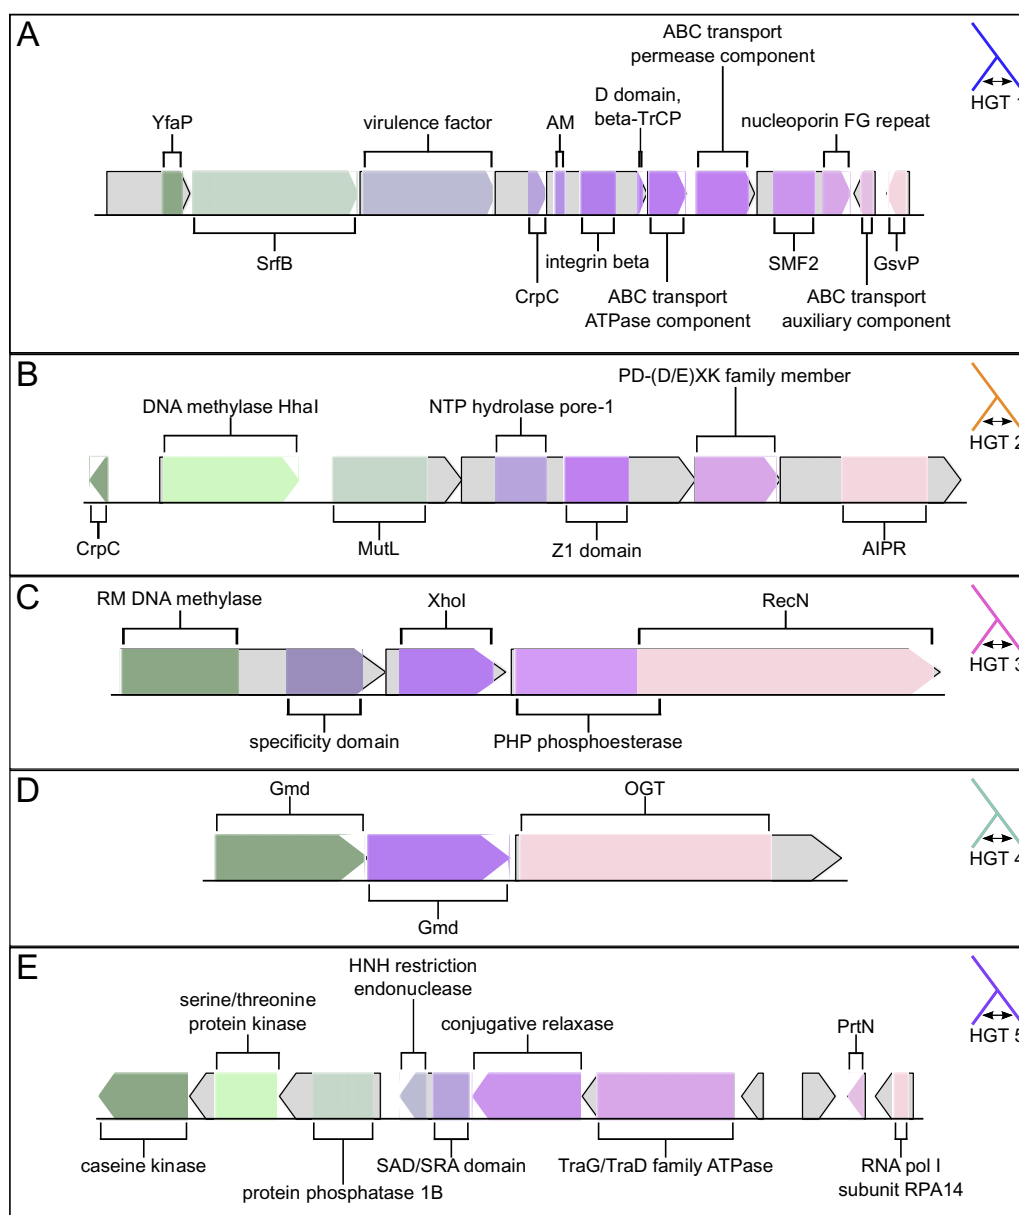 A
ABC transport
permease component
HGT 1
D domain,
beta-TrCP
YfaP
virulence factor
AM
nucleoporin FG repeat
SrfB
integrin beta
SMF2
GsvP
CrpC
ABC transport
ATPase component
ABC transport
auxiliary component
B
PD-(D/E)XK family member
DNA methylase HhaI
NTP hydrolase pore-1
HGT 2
CrpC
MutL
Z1 domain
AIPR
C
RM DNA methylase
XhoI
RecN
HGT 3
specificity domain
PHP phosphoesterase
D
Gmd
OGT
HGT 4
Gmd
E
HNH restriction
endonuclease
serine/threonine
protein kinase
conjugative relaxase
PrtN
HGT 5
caseine kinase
SAD/SRA domain
TraG/TraD family ATPase
RNA pol I
subunit RPA14
protein phosphatase 1B